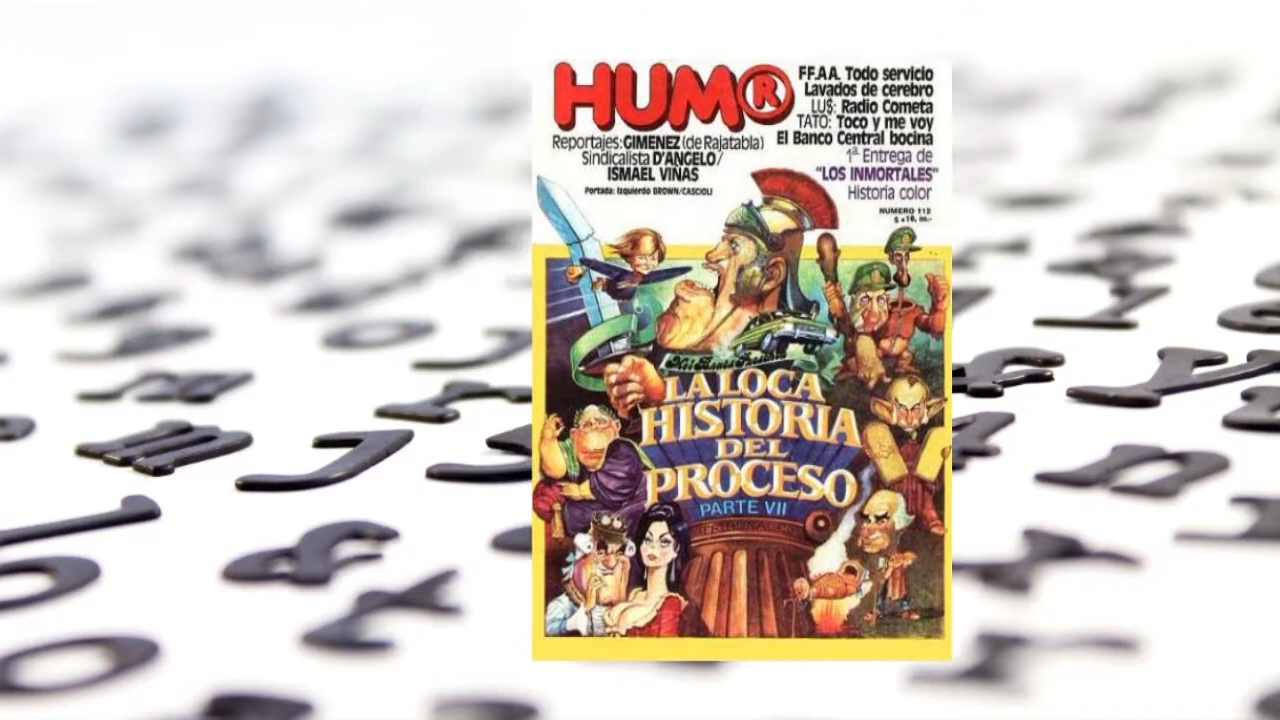 HUM®
FF.AA. Todo servicio
Lavados de cerebro
LU$: Radio Cometa
TATO: Toco y me voy
El Banco Central bocina
1ª Entrega de
"LOS INMORTALES"
Historia color
NUMERO 112
Reportajes: GIMENEZ (de Rajatabla)
Sindicalista D'ANGELO/
ISMAEL VIÑAS
Portada: Izquierdo BROWN/CASCIOLI
LA LOCA
HISTORIA
DEL
PROCESO
PARTE VII
m
J